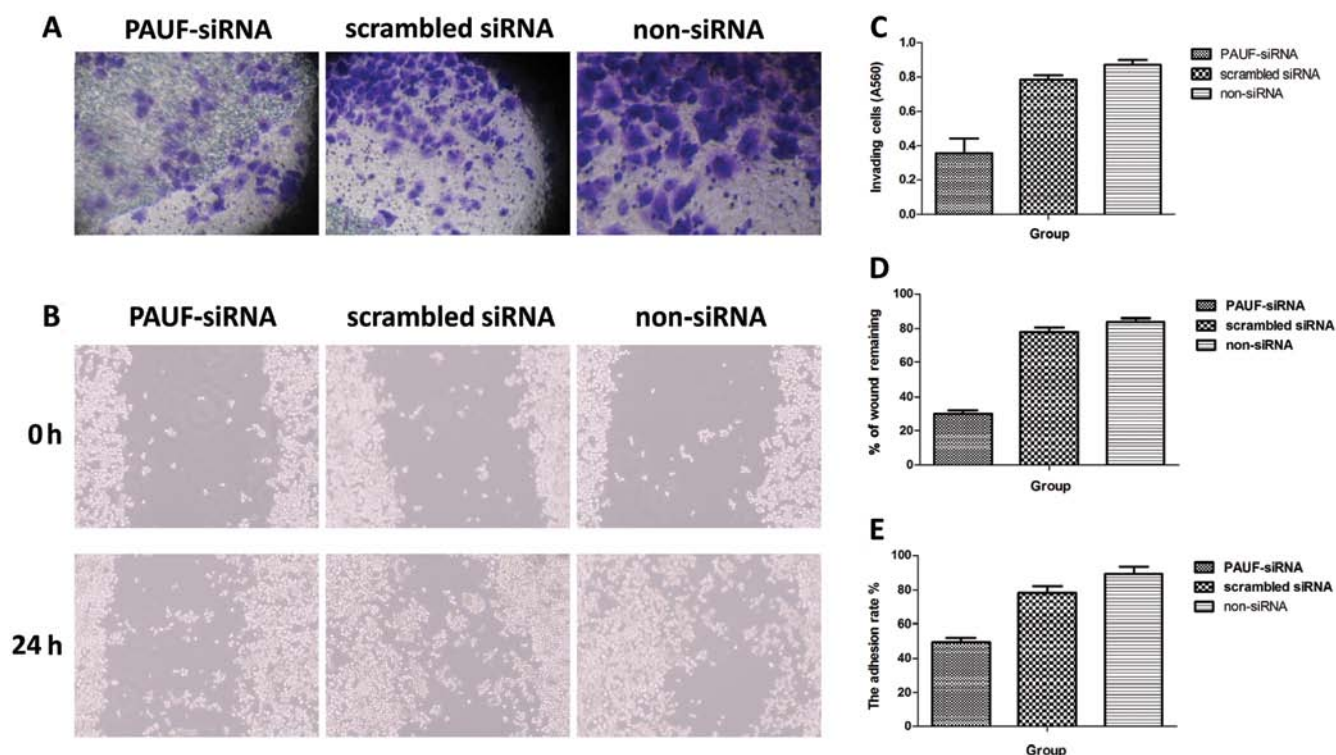 A
PAUF-siRNA scrambled siRNA non-siRNA
B
PAUF-siRNA scrambled siRNA non-siRNA
0 h
24 h
C
1.0
0.8
0.6
0.4
0.2
0.0
Invading cells (A560)
Group
PAUF-siRNA
scrambled siRNA
non-siRNA
D
100
80
60
40
20
0
% of wound remaining
Group
PAUF-siRNA
scrambled siRNA
non-siRNA
E
100
80
60
40
20
0
The adhesion rate %
Group
PAUF-siRNA
scrambled siRNA
non-siRNA